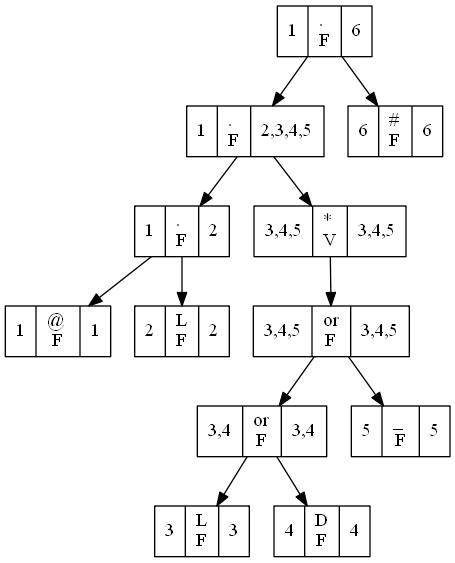 1 . F 6
1 . F 2,3,4,5
6 # F 6
1 . F 2
3,4,5 * V 3,4,5
1 @ F 1
2 L F 2
3,4,5 or F 3,4,5
3,4 or F 3,4
5 _ F 5
3 L F 3
4 D F 4